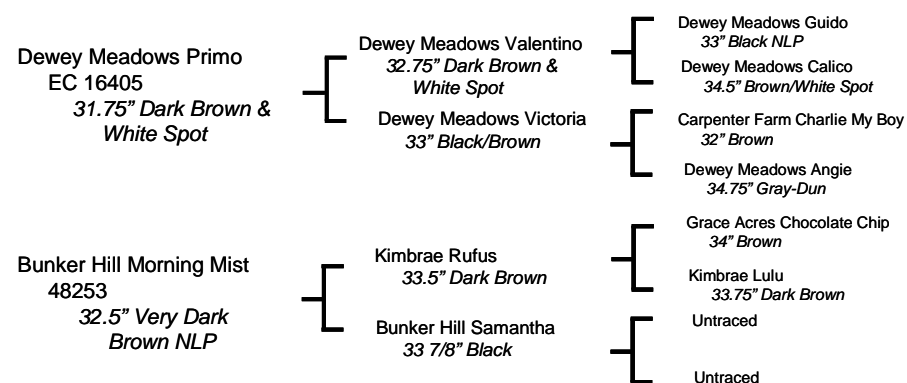 Dewey Meadows Primo
EC 16405
31.75” Dark Brown &
White Spot
Dewey Meadows Valentino
32.75” Dark Brown &
White Spot
Dewey Meadows Victoria
33” Black/Brown
Dewey Meadows Guido
33” Black NLP
Dewey Meadows Calico
34.5” Brown/White Spot
Carpenter Farm Charlie My Boy
32” Brown
Dewey Meadows Angie
34.75” Gray-Dun
Bunker Hill Morning Mist
48253
32.5” Very Dark
Brown NLP
Kimbrae Rufus
33.5” Dark Brown
Bunker Hill Samantha
33 7/8” Black
Grace Acres Chocolate Chip
34” Brown
Kimbrae Lulu
33.75” Dark Brown
Untraced
Untraced